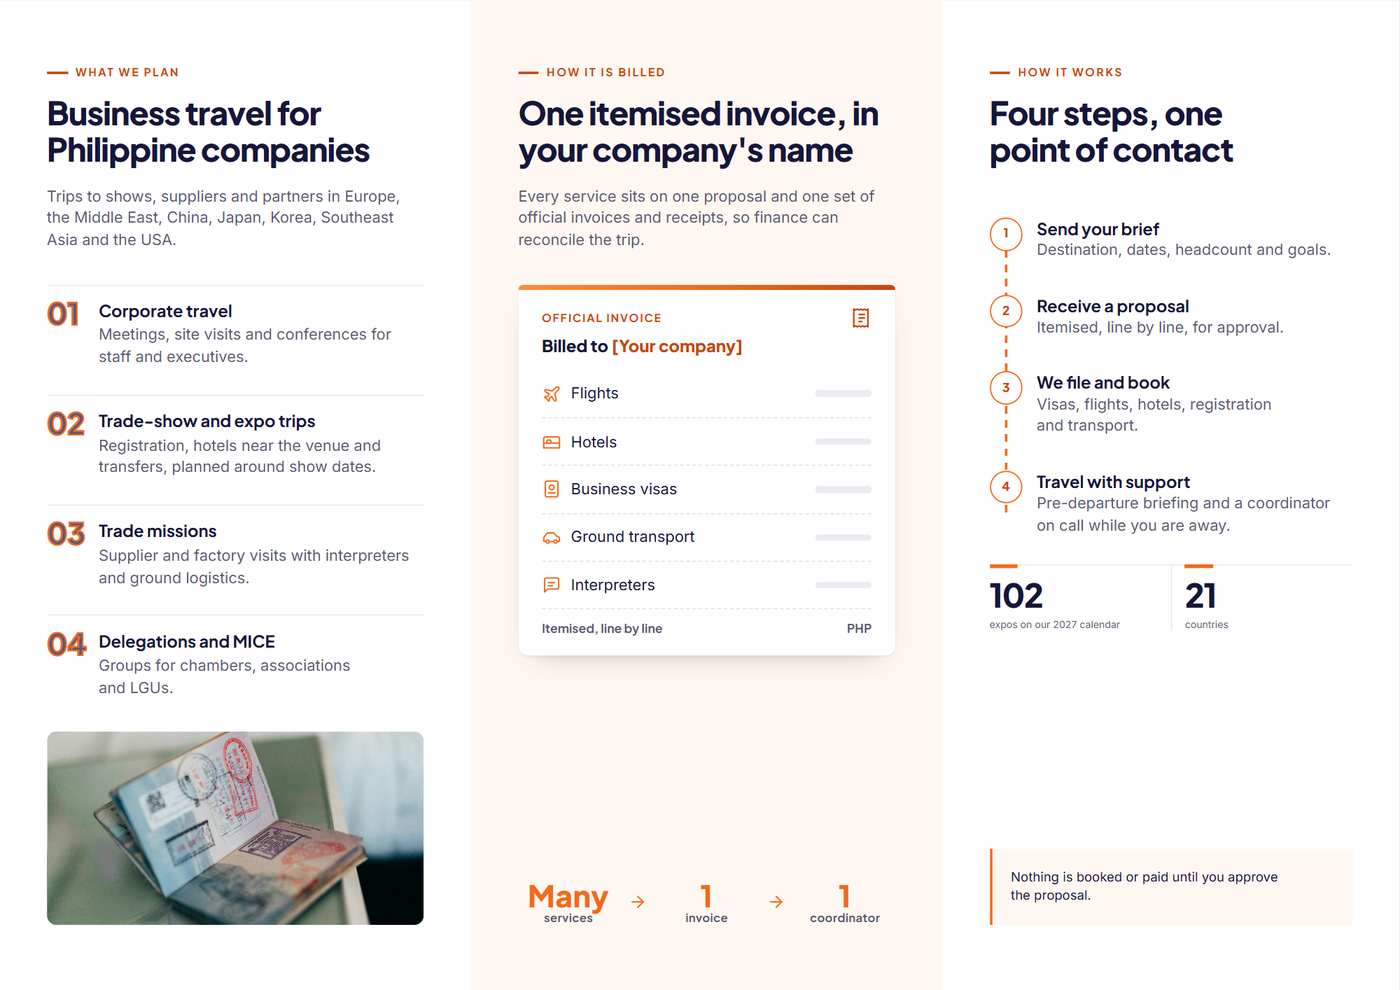 WHAT WE PLAN
Business travel for
Philippine companies
Trips to shows, suppliers and partners in Europe,
the Middle East, China, Japan, Korea, Southeast
Asia and the USA.
01
Corporate travel
Meetings, site visits and conferences for
staff and executives.
02
Trade-show and expo trips
Registration, hotels near the venue and
transfers, planned around show dates.
03
Trade missions
Supplier and factory visits with interpreters
and ground logistics.
04
Delegations and MICE
Groups for chambers, associations
and LGUs.
HOW IT IS BILLED
One itemised invoice, in
your company's name
Every service sits on one proposal and one set of
official invoices and receipts, so finance can
reconcile the trip.
OFFICIAL INVOICE
Billed to [Your company]
Flights
Hotels
Business visas
Ground transport
Interpreters
Itemised, line by line PHP
Many → 1 → 1
services invoice coordinator
HOW IT WORKS
Four steps, one
point of contact
1
Send your brief
Destination, dates, headcount and goals.
2
Receive a proposal
Itemised, line by line, for approval.
3
We file and book
Visas, flights, hotels, registration
and transport.
4
Travel with support
Pre-departure briefing and a coordinator
on call while you are away.
102 21
expos on our 2027 calendar countries
Nothing is booked or paid until you approve
the proposal.